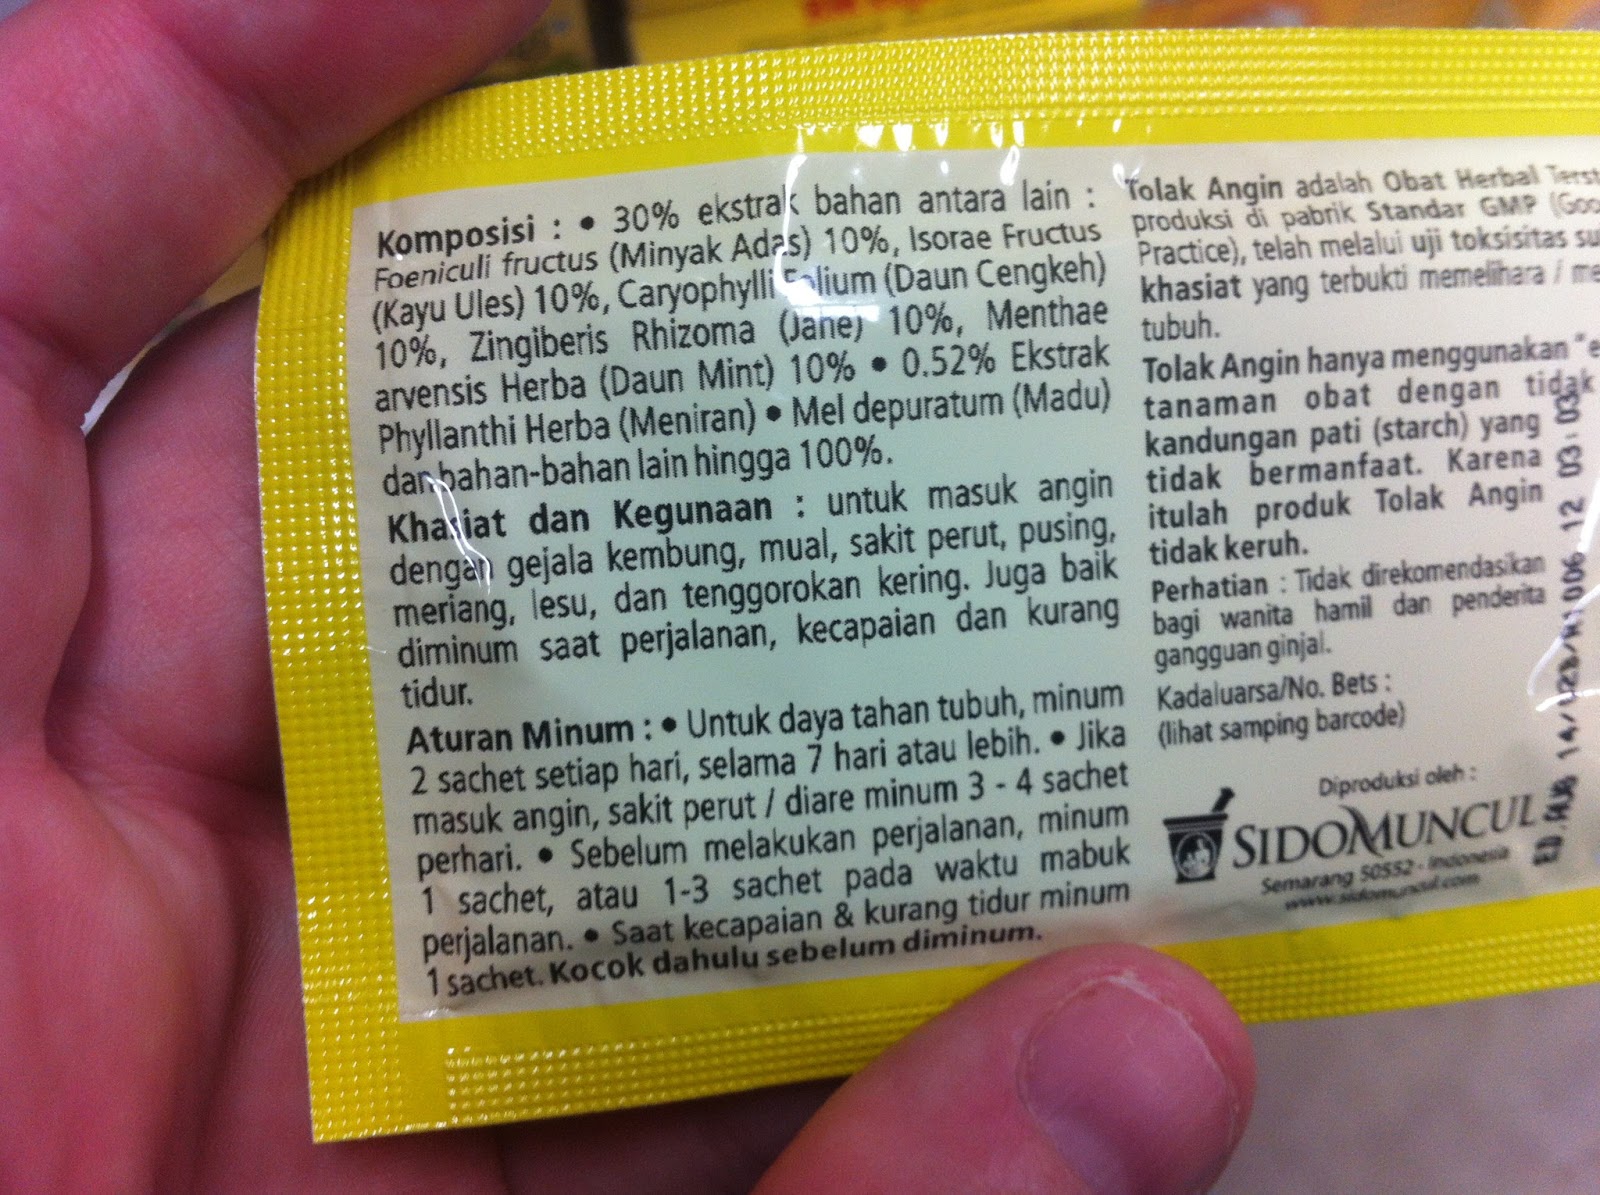 Komposisi : • 30% ekstrak bahan antara lain :
Foeniculi fructus (Minyak Adas) 10%, Isorae Fructus
(Kayu Ules) 10%, Caryophylli Folium (Daun Cengkeh)
10%, Zingiberis Rhizoma (Jahe) 10%, Menthae
arvensis Herba (Daun Mint) 10% • 0.52% Ekstrak
Phyllanthi Herba (Meniran) • Mel depuratum (Madu)
dan bahan-bahan lain hingga 100%.
Khasiat dan Kegunaan : untuk masuk angin
dengan gejala kembung, mual, sakit perut, pusing,
meriang, lesu, dan tenggorokan kering. Juga baik
diminum saat perjalanan, kecapaian dan kurang
tidur.
Aturan Minum : • Untuk daya tahan tubuh, minum
2 sachet setiap hari, selama 7 hari atau lebih. • Jika
masuk angin, sakit perut / diare minum 3 - 4 sachet
perhari. • Sebelum melakukan perjalanan, minum
1 sachet, atau 1-3 sachet pada waktu mabuk
perjalanan. • Saat kecapaian & kurang tidur minum
1 sachet. Kocok dahulu sebelum diminum.
Tolak Angin adalah Obat Herbal Terst
produksi di pabrik Standar GMP (Goo
Practice), telah melalui uji toksisitas su
khasiat yang terbukti memelihara / me
tubuh.
Tolak Angin hanya menggunakan "e
tanaman obat dengan tidak
kandungan pati (starch) yang
tidak bermanfaat. Karena
itulah produk Tolak Angin
tidak keruh.
Perhatian : Tidak direkomendasikan
bagi wanita hamil dan penderita
gangguan ginjal.
Kadaluarsa/No. Bets :
(lihat samping barcode)
Diproduksi oleh :
SIDOMUNCUL
Semarang 50552 - Indonesia
www.sidomuncul.com